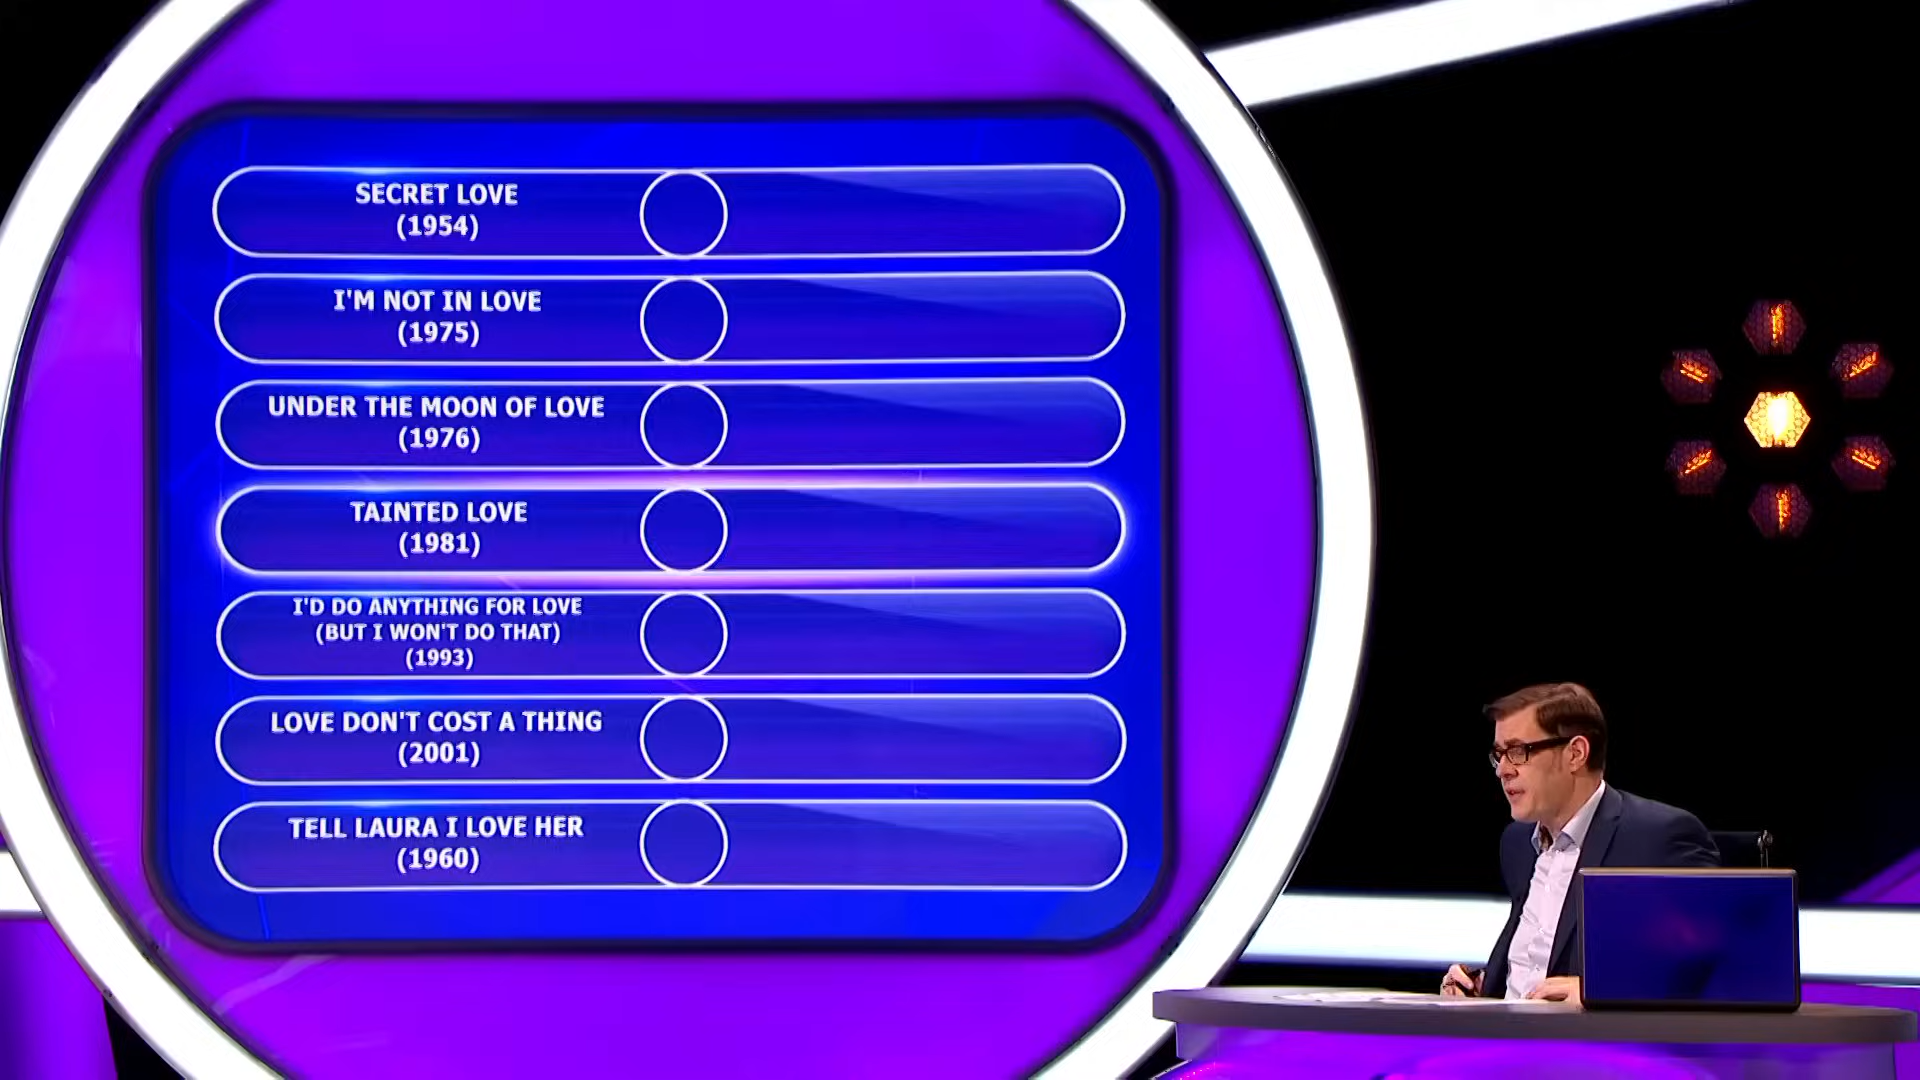 SECRET LOVE
(1954)
I'M NOT IN LOVE
(1975)
UNDER THE MOON OF LOVE
(1976)
TAINTED LOVE
(1981)
I'D DO ANYTHING FOR LOVE
(BUT I WON'T DO THAT)
(1993)
LOVE DON'T COST A THING
(2001)
TELL LAURA I LOVE HER
(1960)